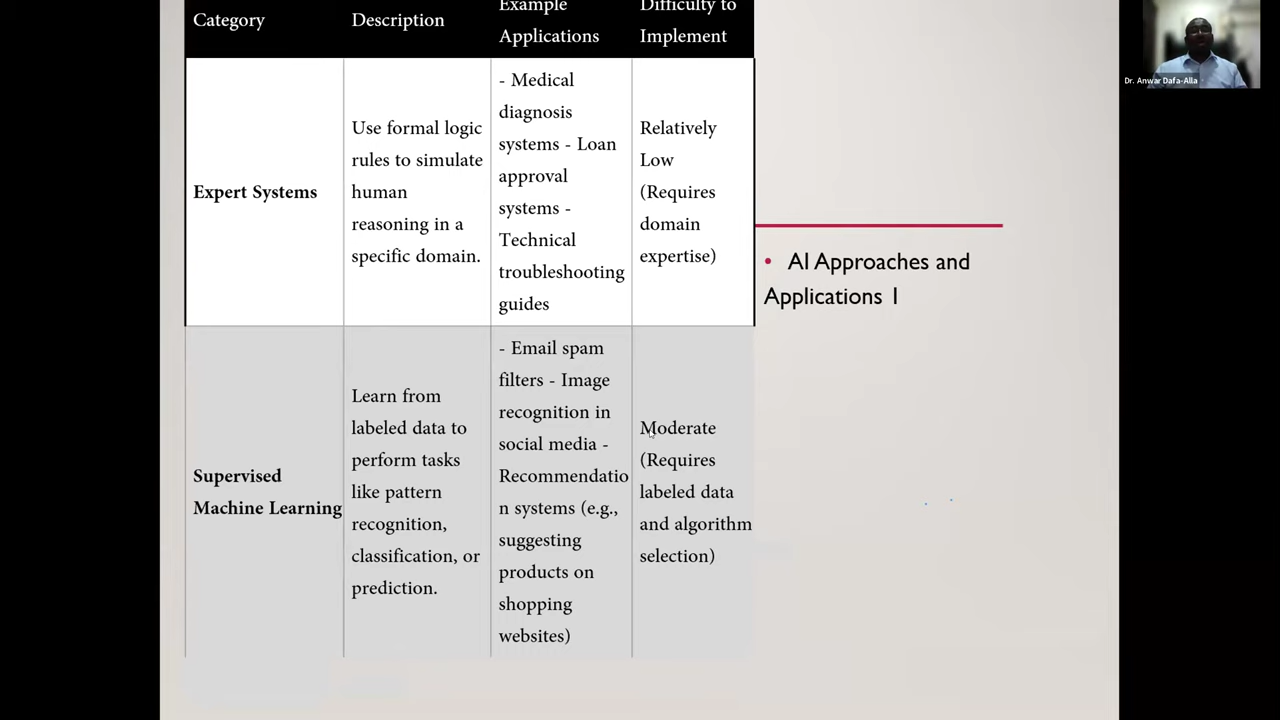 Category
Description
Example
Applications
Difficulty to
Implement
Expert Systems
Use formal logic
rules to simulate
human
reasoning in a
specific domain.
- Medical
diagnosis
systems - Loan
approval
systems -
Technical
troubleshooting
guides
Relatively
Low
(Requires
domain
expertise)
Supervised
Machine Learning
Learn from
labeled data to
perform tasks
like pattern
recognition,
classification, or
prediction.
- Email spam
filters - Image
recognition in
social media -
Recommendatio
n systems (e.g.,
suggesting
products on
shopping
websites)
Moderate
(Requires
labeled data
and algorithm
selection)
• AI Approaches and
Applications 1
Dr. Anwar Dafa-Alla